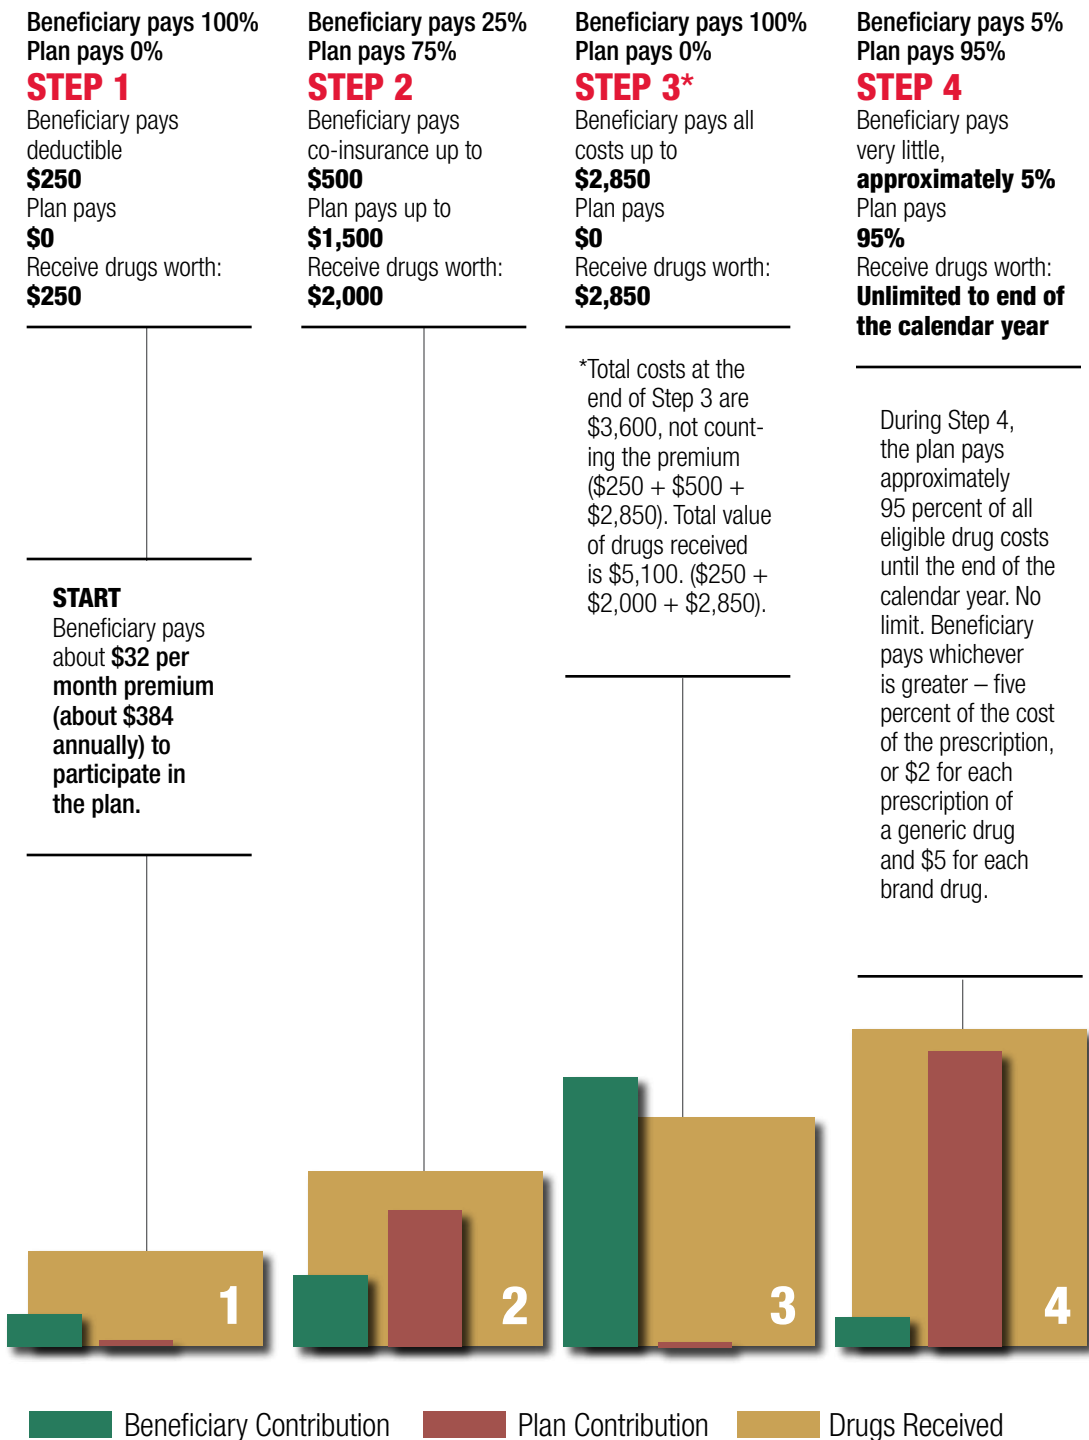 Beneficiary pays 100%
Plan pays 0%
STEP 1
Beneficiary pays
deductible
$250
Plan pays
$0
Receive drugs worth:
$250
START
Beneficiary pays
about $32 per
month premium
(about $384
annually) to
participate in
the plan.
Beneficiary pays 25%
Plan pays 75%
STEP 2
Beneficiary pays
co-insurance up to
$500
Plan pays up to
$1,500
Receive drugs worth:
$2,000
Beneficiary pays 100%
Plan pays 0%
STEP 3*
Beneficiary pays all
costs up to
$2,850
Plan pays
$0
Receive drugs worth:
$2,850
*Total costs at the
end of Step 3 are
$3,600, not count-
ing the premium
($250 + $500 +
$2,850). Total value
of drugs received
is $5,100. ($250 +
$2,000 + $2,850).
Beneficiary pays 5%
Plan pays 95%
STEP 4
Beneficiary pays
very little,
approximately 5%
Plan pays
95%
Receive drugs worth:
Unlimited to end of
the calendar year
During Step 4,
the plan pays
approximately
95 percent of all
eligible drug costs
until the end of the
calendar year. No
limit. Beneficiary
pays whichever
is greater – five
percent of the cost
of the prescription,
or $2 for each
prescription of
a generic drug
and $5 for each
brand drug.
1
2
3
4
Beneficiary Contribution
Plan Contribution
Drugs Received